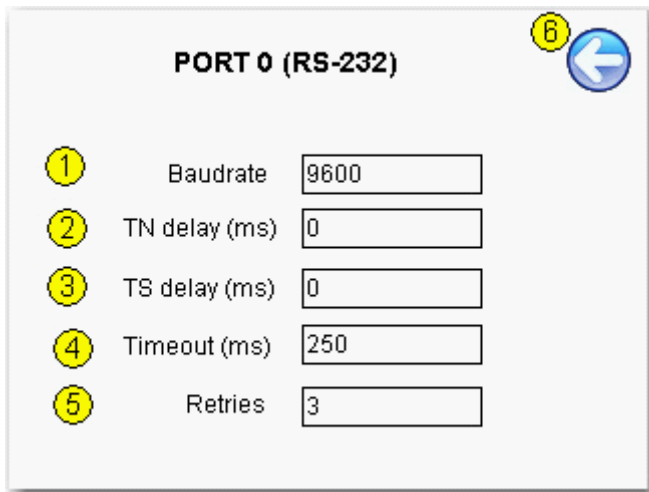 6
PORT 0 (RS-232)
1 Baudrate 9600
2 TN delay (ms) 0
3 TS delay (ms) 0
4 Timeout (ms) 250
5 Retries 3